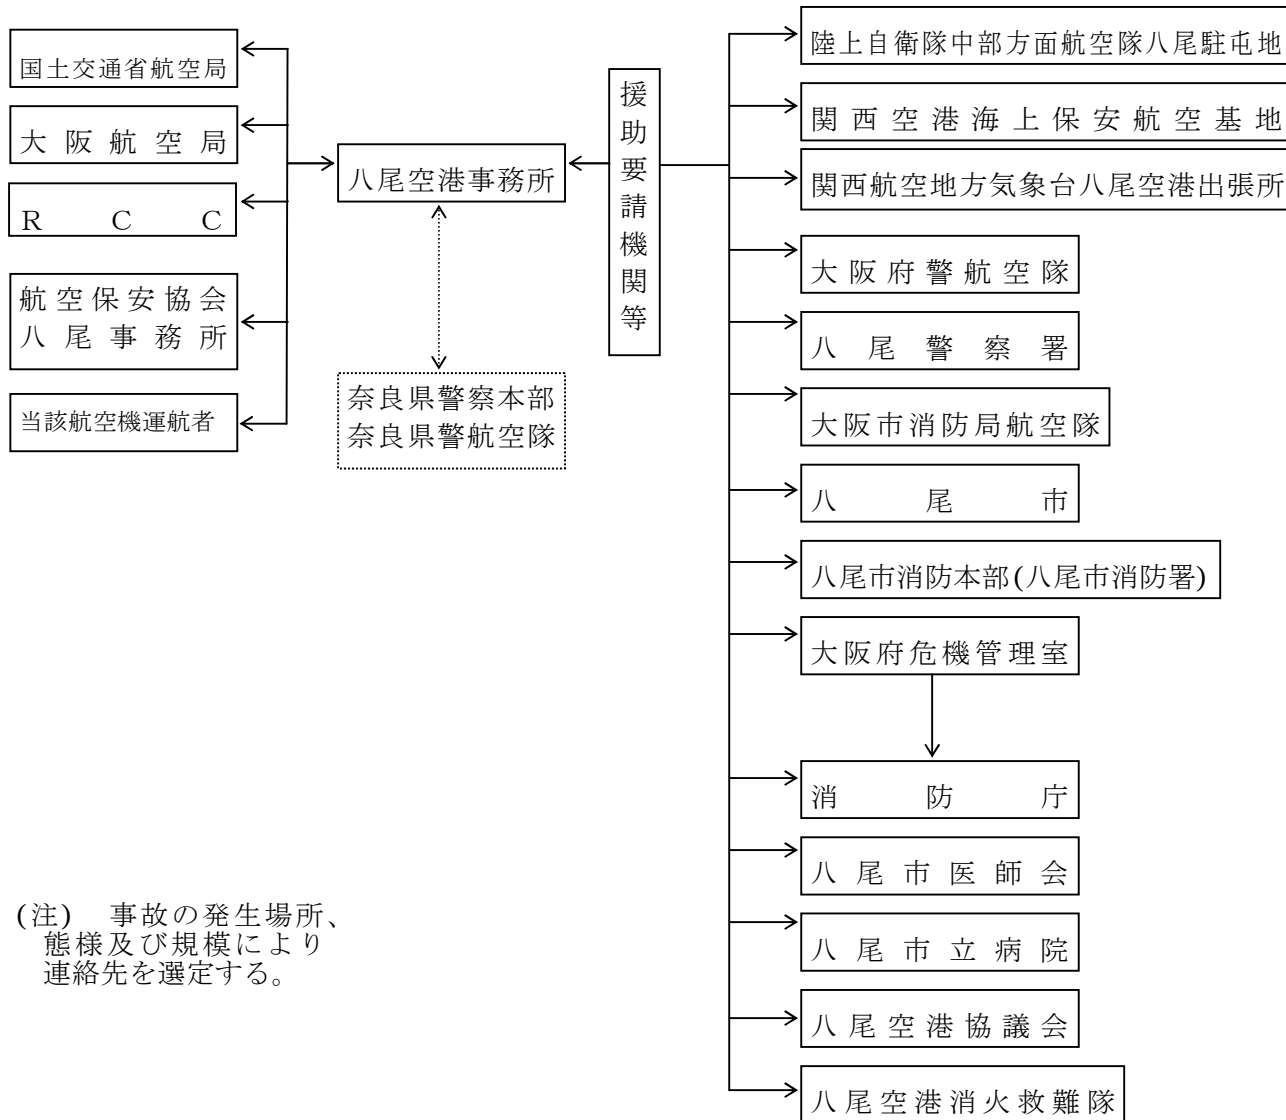 国土交通省航空局
大阪航空局
RCC
航空保安協会
八尾事務所
当該航空機運航者
八尾空港事務所
奈良県警察本部
奈良県警航空隊
援助要請機関等
陸上自衛隊中部方面航空隊八尾駐屯地
関西空港海上保安航空基地
関西航空地方気象台八尾空港出張所
大阪府警航空隊
八尾警察署
大阪市消防局航空隊
八尾市
八尾市消防本部(八尾市消防署)
大阪府危機管理室
消防庁
八尾市医師会
八尾市立病院
八尾空港協議会
八尾空港消火救難隊
(注) 事故の発生場所、
態様及び規模により
連絡先を選定する。